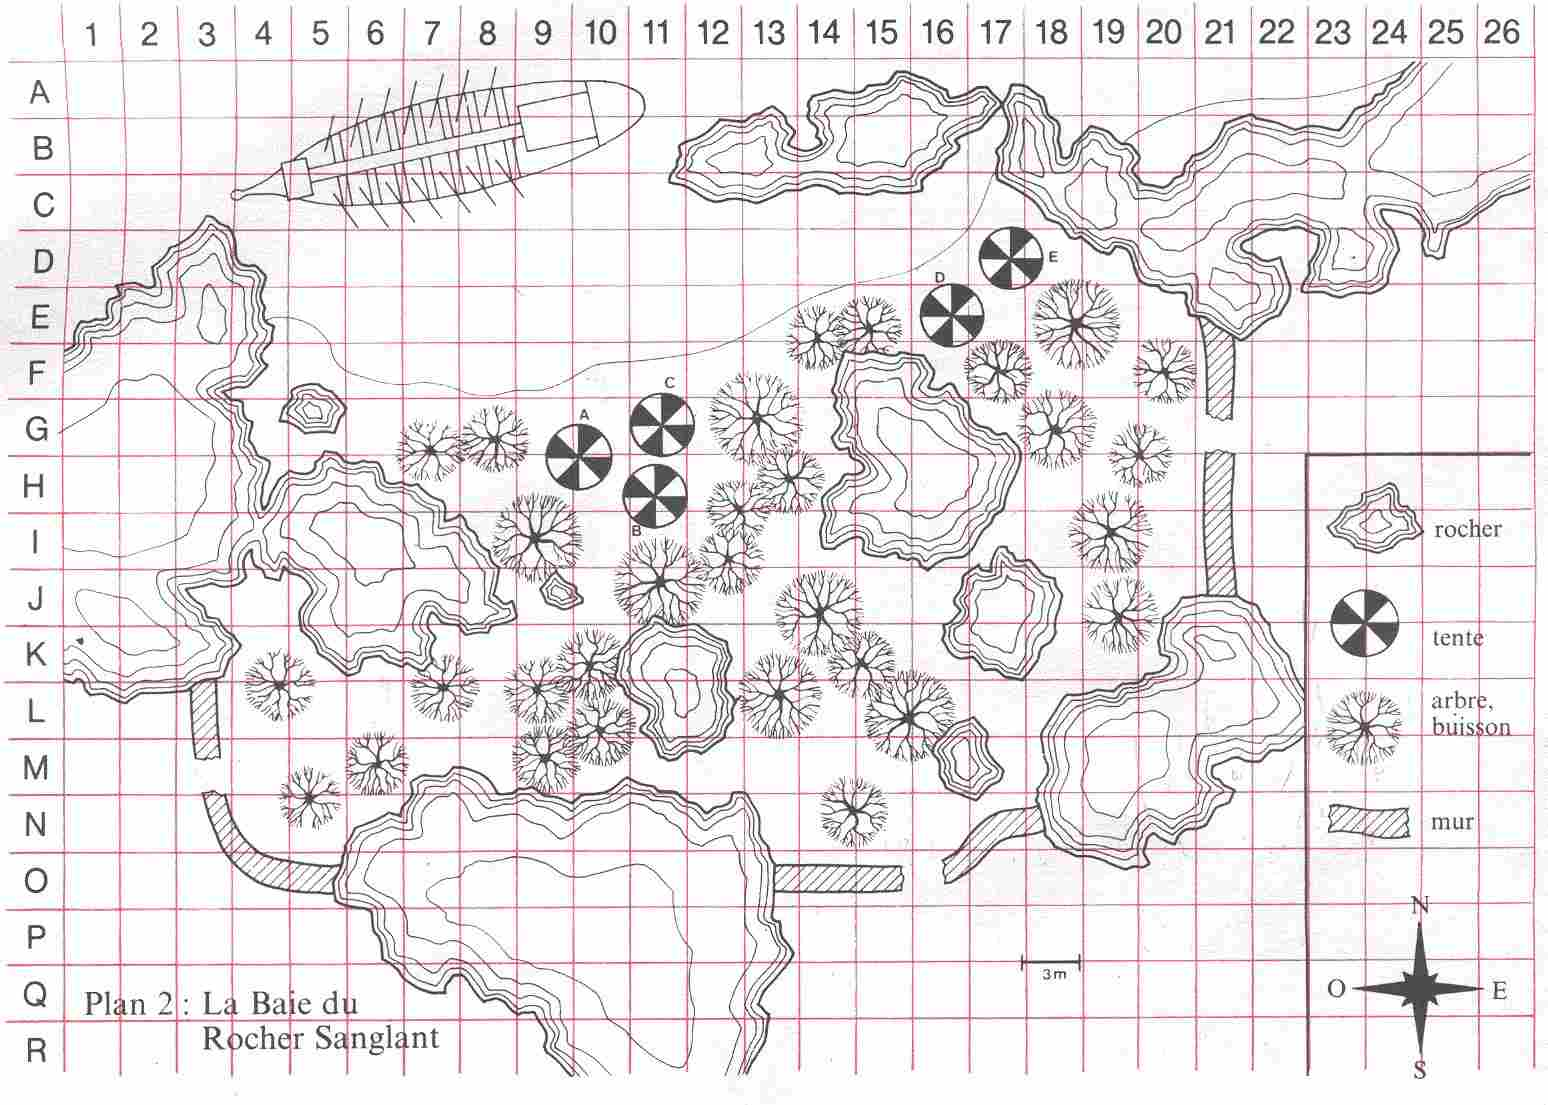 1 2 3 4 5 6 7 8 9 10 11 12 13 14 15 16 17 18 19 20 21 22 23 24 25 26
A
B
C
D
E
F
G
H
I
J
K
L
M
N
O
P
Q
R
E
D
C
A
B
rocher
tente
arbre,
buisson
mur
N
O E
S
3m
Plan 2 : La Baie du
Rocher Sanglant